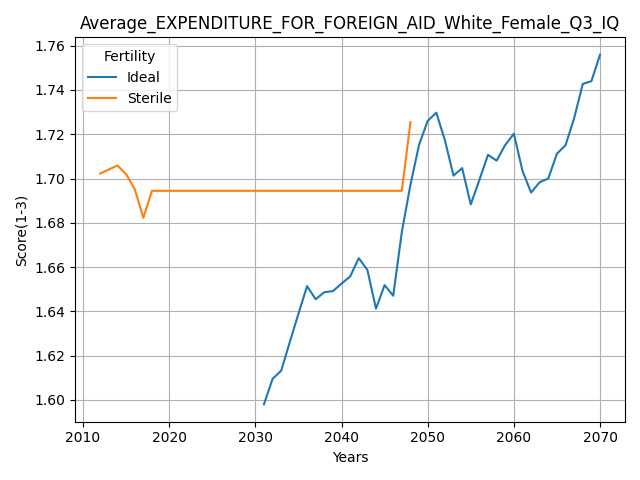 Average_EXPENDITURE_FOR_FOREIGN_AID_White_Female_Q3_IQ
Fertility
Ideal
Sterile
Score(1-3)
1.76
1.74
1.72
1.70
1.68
1.66
1.64
1.62
1.60
2010 2020 2030 2040 2050 2060 2070
Years